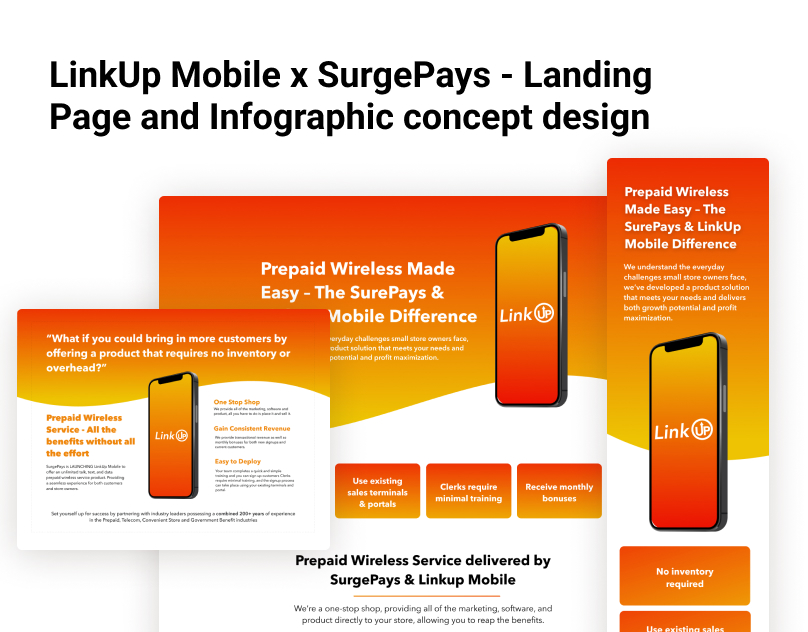 LinkUp Mobile x SurgePays - Landing
Page and Infographic concept design
Prepaid Wireless Made
Easy – The SurePays &
Mobile Difference
everyday challenges small store owners face,
product solution that meets your needs and
potential and profit maximization.
Link UP
Use existing
sales terminals
& portals
Clerks require
minimal training
Receive monthly
bonuses
Prepaid Wireless Service delivered by
SurgePays & Linkup Mobile
We're a one-stop shop, providing all of the marketing, software, and
product directly to your store, allowing you to reap the benefits.
Prepaid Wireless
Made Easy – The
SurePays & LinkUp
Mobile Difference
We understand the everyday
challenges small store owners face,
we've developed a product solution
that meets your needs and delivers
both growth potential and profit
maximization.
Link UP
No inventory
required
Use existing sales
"What if you could bring in more customers by
offering a product that requires no inventory or
overhead?"
Prepaid Wireless
Service - All the
benefits without all
the effort
SurgePays is LAUNCHING LinkUp Mobile to
offer an unlimited talk, text, and data
prepaid wireless service product. Providing
a seamless experience for both customers
and store owners.
Link UP
One Stop Shop
We provide all of the marketing, software and
product, all you have to do is place it and sell it.
Gain Consistent Revenue
We provide transactional revenue as well as
monthly bonuses for both new signups and
current customers.
Easy to Deploy
Your team completes a quick and simple
training and you can sign up customers. Clerks
require minimal training, and the signup process
can take place using your existing terminals and
portal.
Set yourself up for success by partnering with industry leaders possessing a combined 200+ years of experience
in the Prepaid, Telecom, Convenient Store and Government Benefit industries